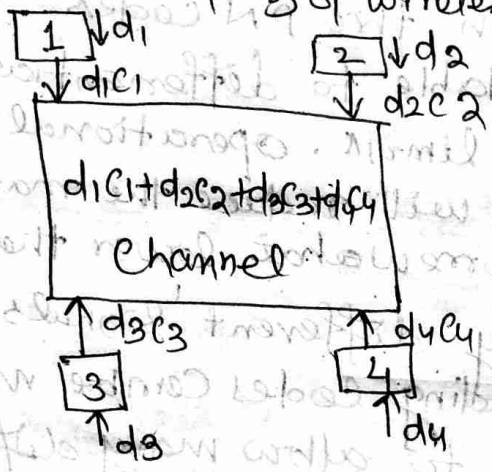 1 ↓d1
2 ↓d2
d1C1
d2C2
d1C1+d2C2+d3C3+d4C4
Channel
d3C3
d4C4
3
4
d3
d4